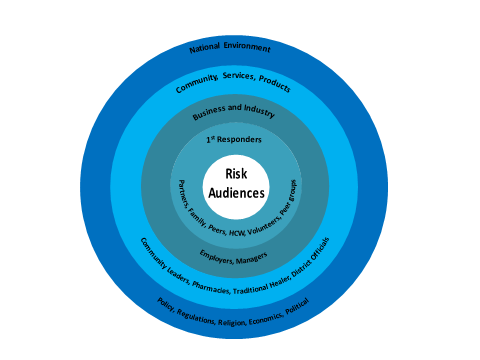 National Environment
Community, Services, Products
Business and Industry
1st Responders
Risk
Audiences
Partners, Family, Peers, HCW, Volunteers, Peer groups
Employers, Managers
Community Leaders, Pharmacies, Traditional Healer, District Officials
Policy, Regulations, Religion, Economics, Political